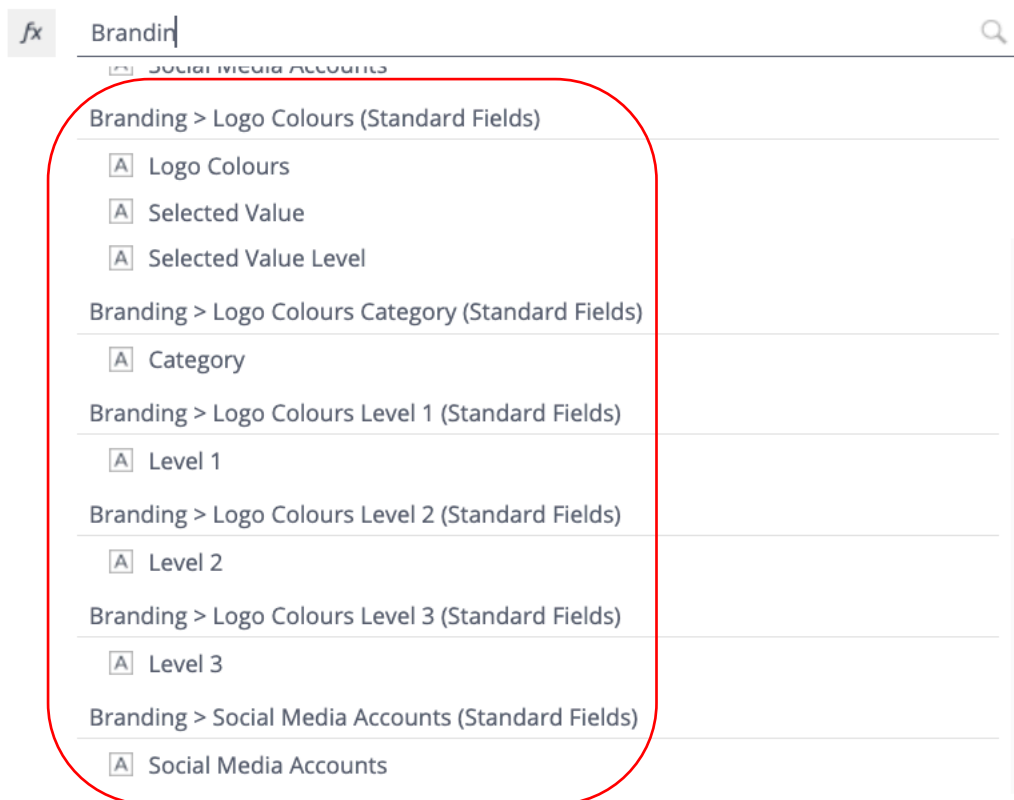 fx Brandin
Social Media Accounts
Branding > Logo Colours (Standard Fields)
A Logo Colours
A Selected Value
A Selected Value Level
Branding > Logo Colours Category (Standard Fields)
A Category
Branding > Logo Colours Level 1 (Standard Fields)
A Level 1
Branding > Logo Colours Level 2 (Standard Fields)
A Level 2
Branding > Logo Colours Level 3 (Standard Fields)
A Level 3
Branding > Social Media Accounts (Standard Fields)
A Social Media Accounts